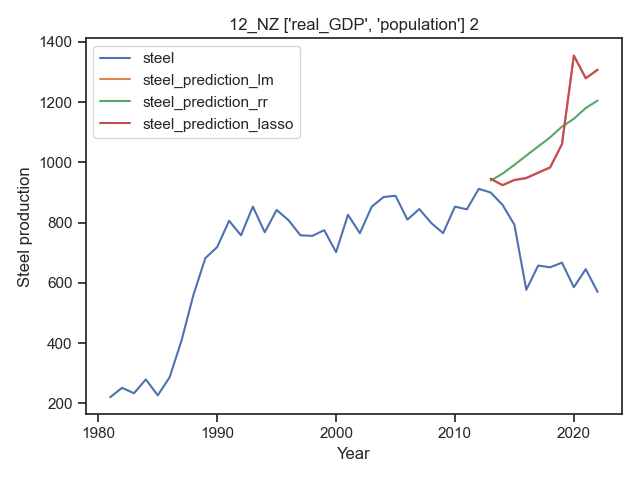 12_NZ ['real_GDP', 'population'] 2
steel
steel_prediction_lm
steel_prediction_rr
steel_prediction_lasso
Steel production
1400
1200
1000
800
600
400
200
1980
1990
2000
2010
2020
Year